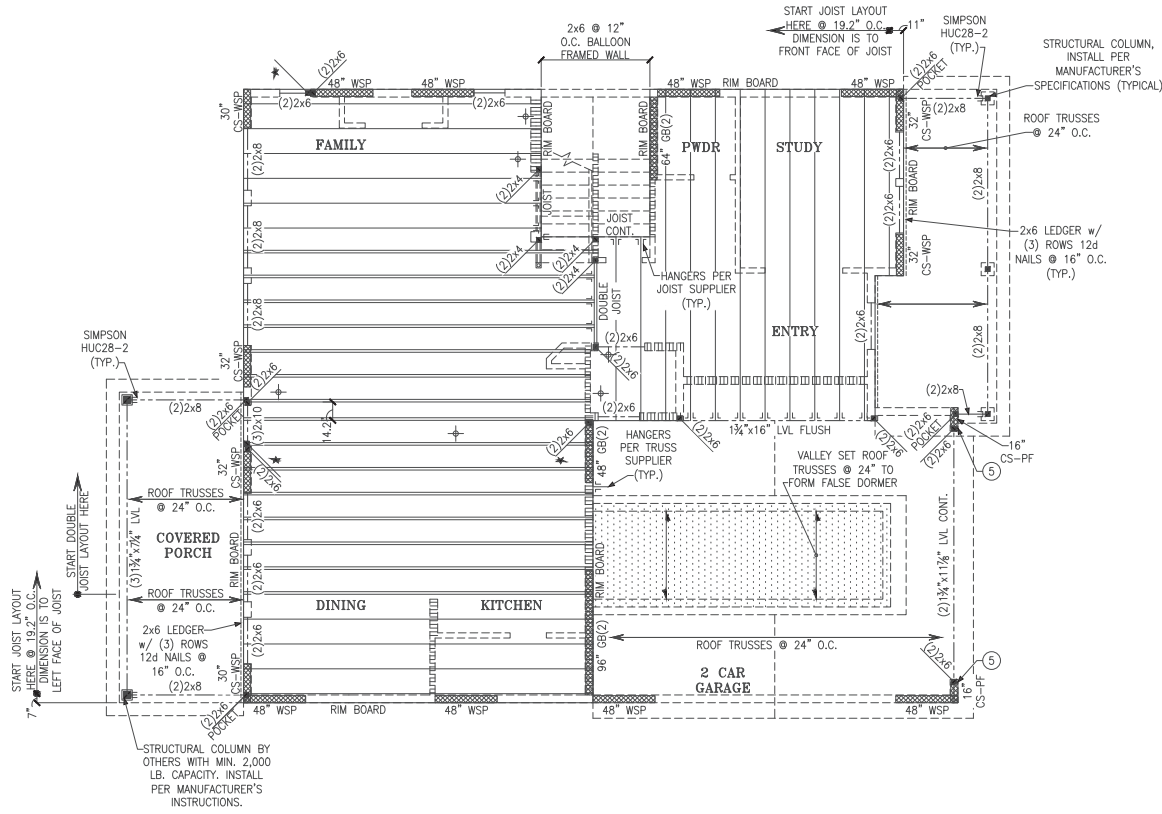 START JOIST LAYOUT
HERE @ 19.2" O.C.
DIMENSION IS TO
FRONT FACE OF JOIST
11"
SIMPSON
HUC28-2
(TYP.)
STRUCTURAL COLUMN,
INSTALL PER
MANUFACTURER'S
SPECIFICATIONS (TYPICAL)
2x6 @ 12"
O.C. BALLOON
FRAMED WALL
(2)2x6
48" WSP
48" WSP
(2)2x6
(2)2x6
48" WSP
RIM BOARD
48" WSP
(2)2x6
POCKET
(2)2x8
ROOF TRUSSES
@ 24" O.C.
30"
CS-WSP
FAMILY
RIM BOARD
RIM BOARD
64" GB(2)
PWDR
STUDY
32"
CS-WSP
(2)2x8
(2)2x4
JOIST
(2)2x6
(2)2x6
RIM BOARD
(2)2x8
(2)2x8
JOIST
CONT.
2x6 LEDGER w/
(3) ROWS 12d
NAILS @ 16" O.C.
(TYP.)
32"
CS-WSP
(2)2x4
(2)2x4
(2)2x4
HANGERS PER
JOIST SUPPLIER
(TYP.)
DOUBLE
JOIST
(2)2x8
(2)2x6
ENTRY
(2)2x6
(2)2x8
SIMPSON
HUC28-2
(TYP.)
32"
CS-WSP
(2)2x6
(2)2x6
(2)2x8
(2)2x6
POCKET
(3)2x10
14.2"
(2)2x8
(2)2x6
POCKET
(2)2x6
(2)2x6
(2)2x6
1¾"x16" LVL FLUSH
(2)2x6
16"
CS-PF
5
48" GB(2)
HANGERS
PER TRUSS
SUPPLIER
(TYP.)
VALLEY SET ROOF
TRUSSES @ 24" TO
FORM FALSE DORMER
32"
CS-WSP
(2)2x6
START DOUBLE
JOIST LAYOUT HERE
ROOF TRUSSES
@ 24" O.C.
(3)1¾"x7¼" LVL
COVERED
PORCH
RIM BOARD
(2)2x6
(2)2x6
(2)1¾"x11⅞" LVL CONT.
ROOF TRUSSES
@ 24" O.C.
RIM BOARD
START JOIST LAYOUT
HERE @ 19.2" O.C.
DIMENSION IS TO
LEFT FACE OF JOIST
7"
DINING
KITCHEN
2x6 LEDGER
w/ (3) ROWS
12d NAILS @
16" O.C.
(2)2x6
ROOF TRUSSES @ 24" O.C.
96" GB(2)
(2)2x6
5
30"
CS-WSP
2 CAR
GARAGE
(2)2x8
16"
CS-PF
(2)2x6
POCKET
48" WSP
RIM BOARD
48" WSP
48" WSP
48" WSP
STRUCTURAL COLUMN BY
OTHERS WITH MIN. 2,000
LB. CAPACITY. INSTALL
PER MANUFACTURER'S
INSTRUCTIONS.